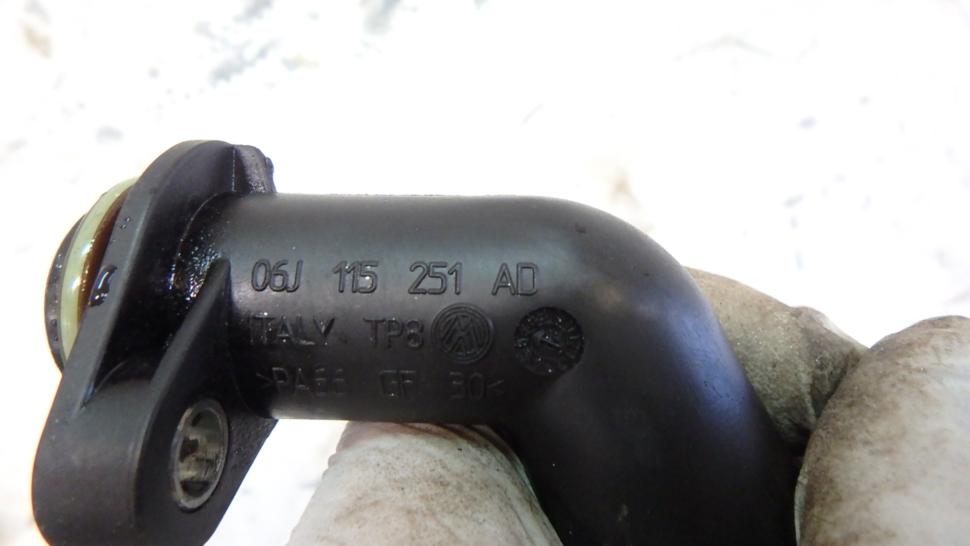 06J 115 251 AD
ITALY TP8
>PA66 GF 30<